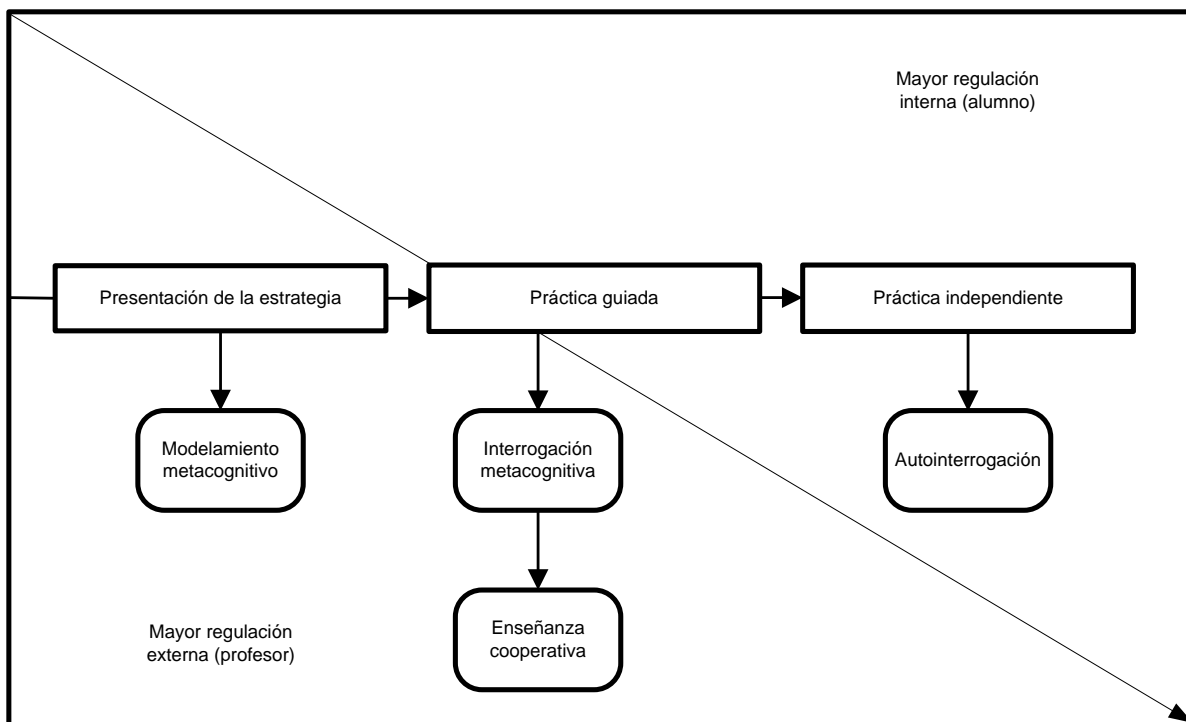 Mayor regulación
interna (alumno)
Presentación de la estrategia
Práctica guiada
Práctica independiente
Modelamiento
metacognitivo
Interrogación
metacognitiva
Autointerrogación
Enseñanza
cooperativa
Mayor regulación
externa (profesor)